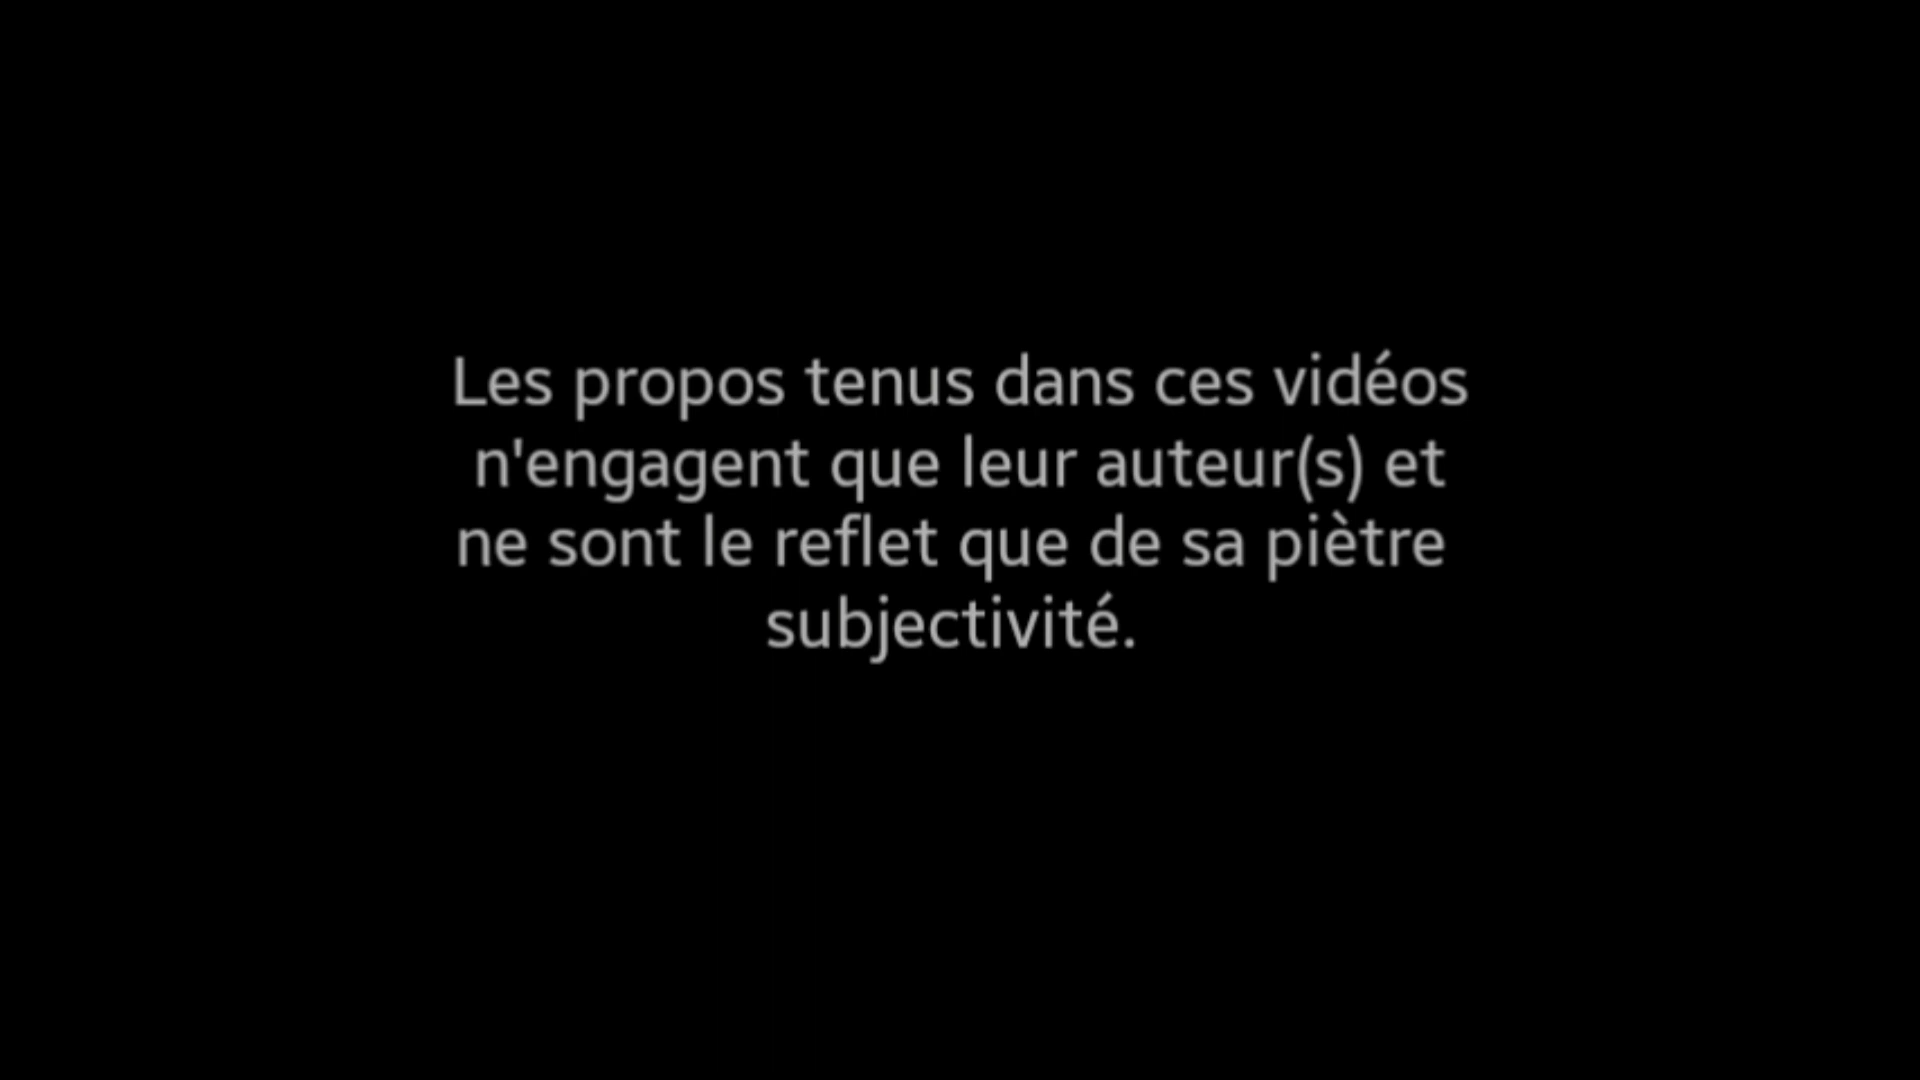 Les propos tenus dans ces vidéos
n'engagent que leur auteur(s) et
ne sont le reflet que de sa piètre
subjectivité.